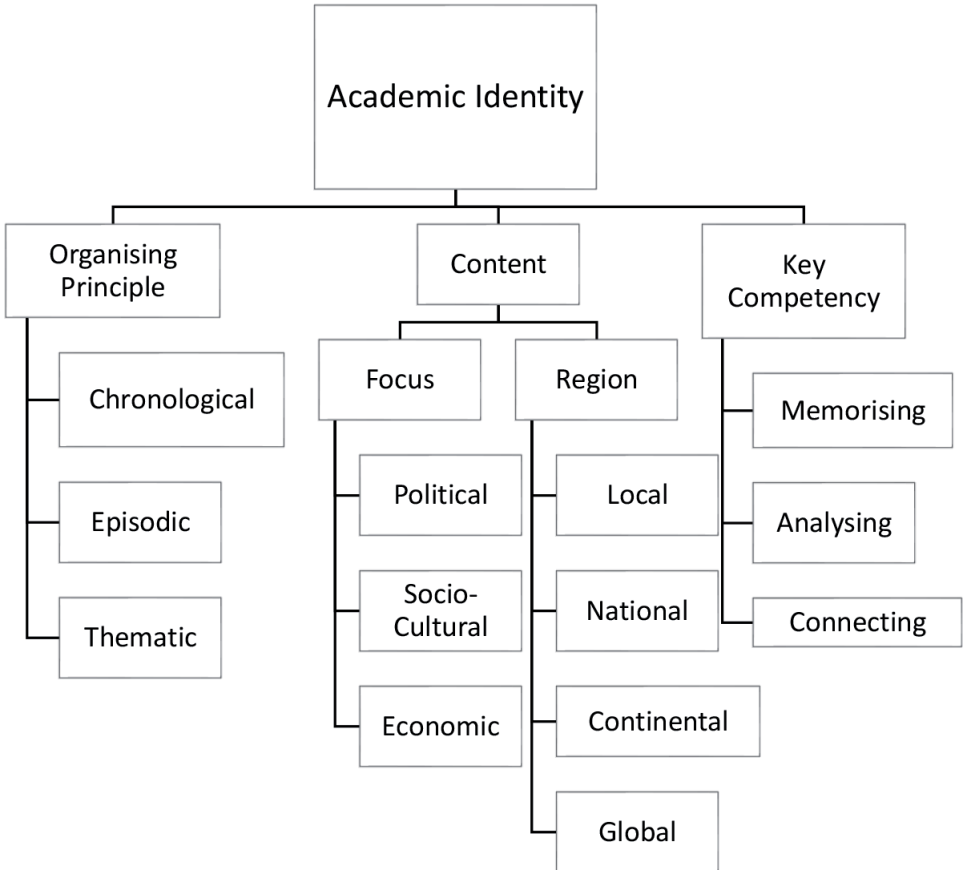 Academic Identity
Organising
Principle
Chronological
Episodic
Thematic
Content
Focus
Political
Socio-
Cultural
Economic
Region
Local
National
Continental
Global
Key
Competency
Memorising
Analysing
Connecting